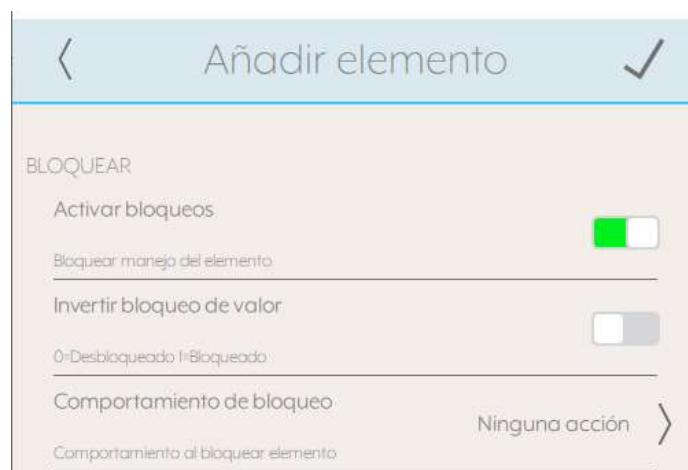 Añadir elemento
BLOQUEAR
Activar bloqueos
Bloquear manejo del elemento
Invertir bloqueo de valor
0=Desbloqueado 1=Bloqueado
Comportamiento de bloqueo
Ninguna acción
Comportamiento al bloquear elemento